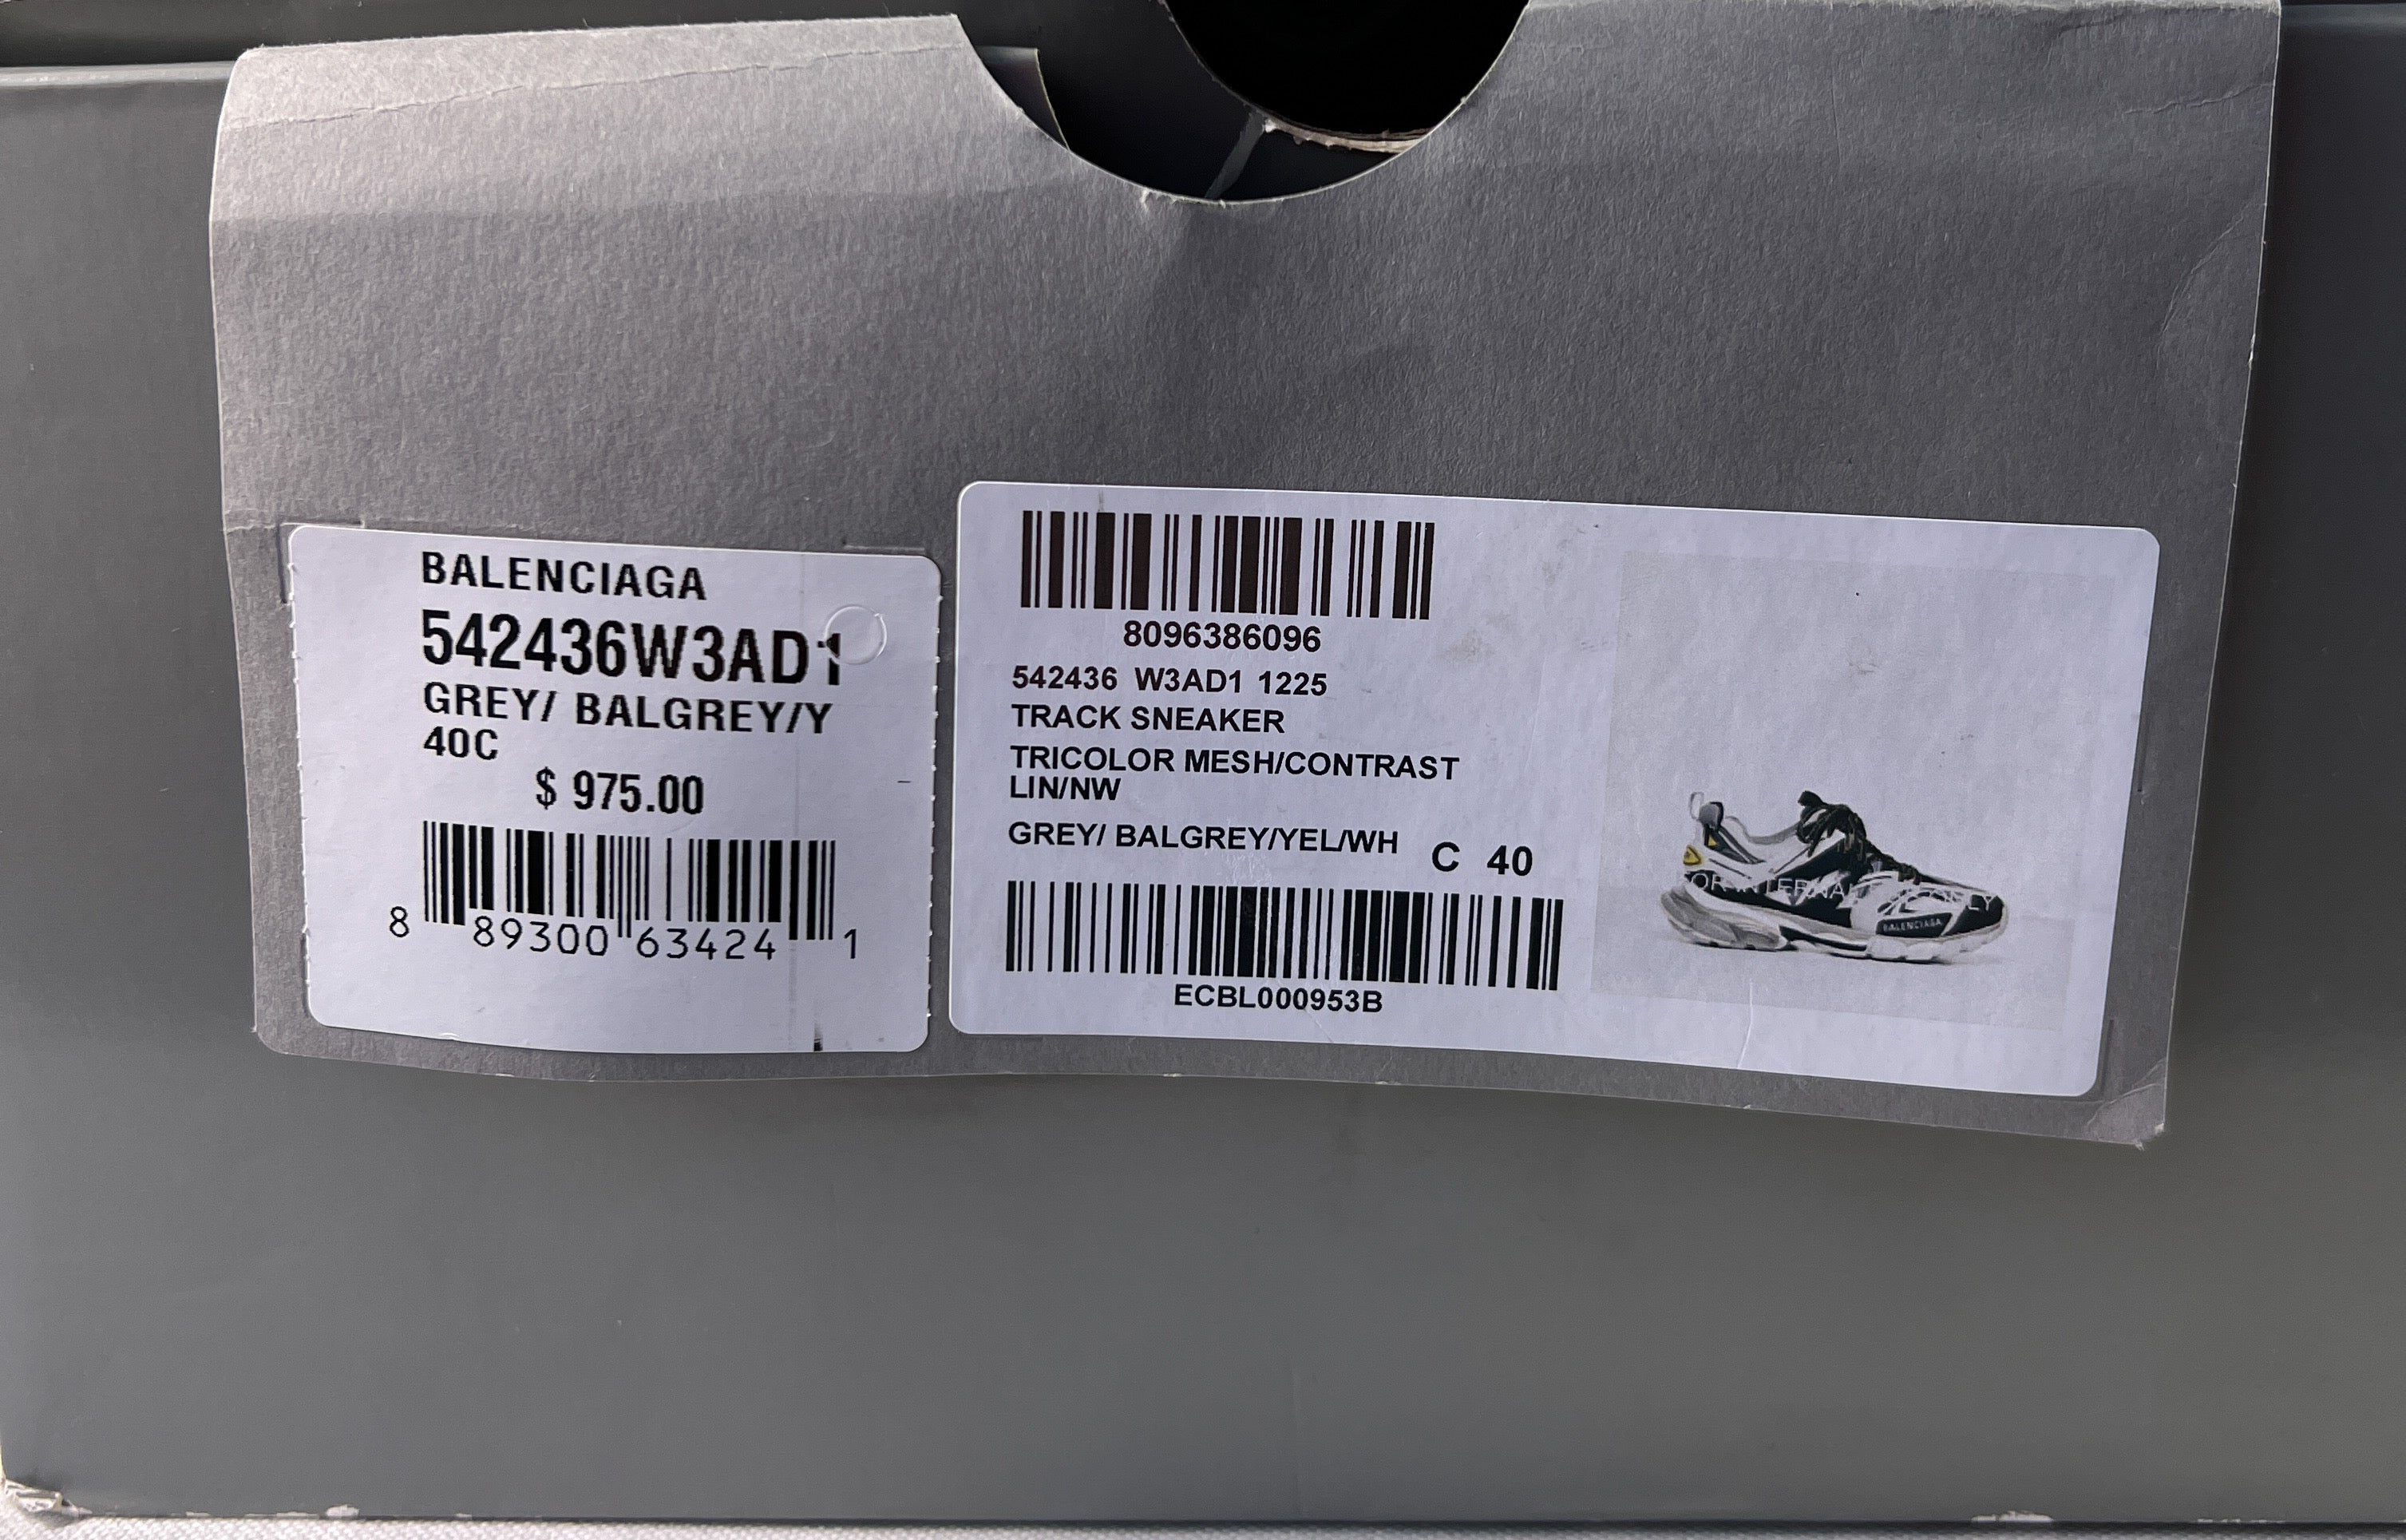 BALENCIAGA
542436W3AD1
GREY/ BALGREY/Y
40C
$ 975.00
8 89300 63424 1
8096386096
542436 W3AD1 1225
TRACK SNEAKER
TRICOLOR MESH/CONTRAST
LIN/NW
GREY/ BALGREY/YEL/WH C 40
ECBL000953B
BALENCIAGA